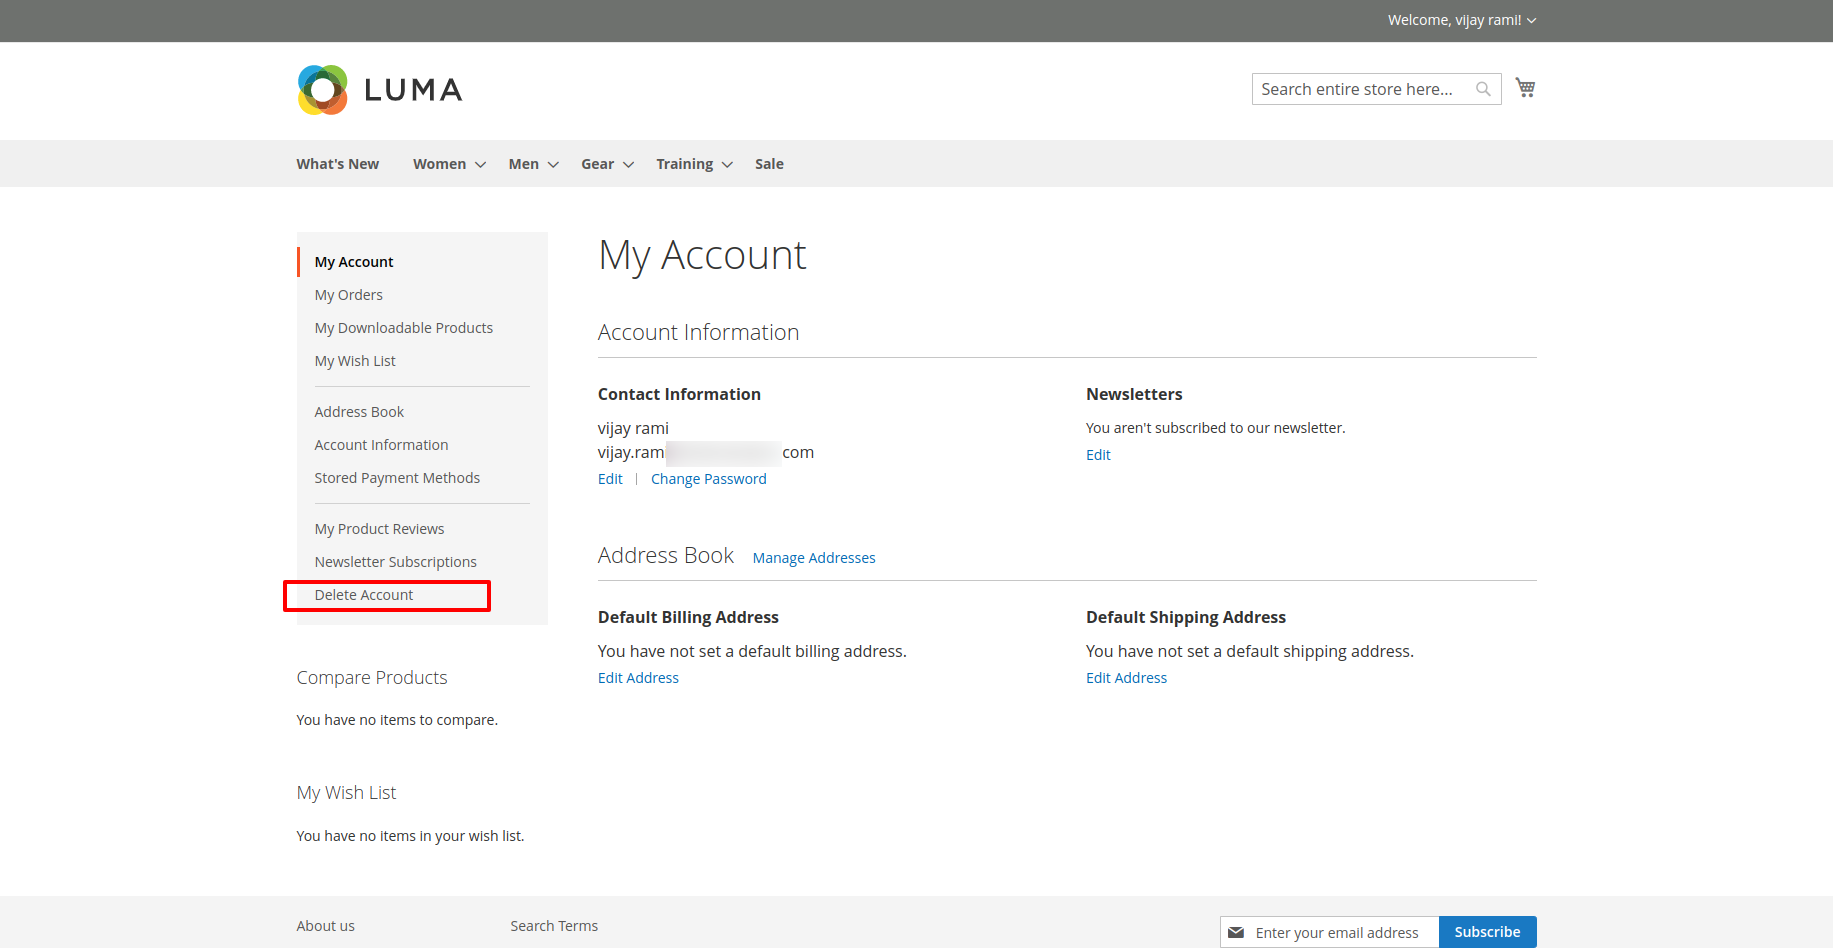 Welcome, vijay rami!
LUMA
Search entire store here...
What's New Women Men Gear Training Sale
My Account
My Orders
My Downloadable Products
My Wish List
Address Book
Account Information
Stored Payment Methods
My Product Reviews
Newsletter Subscriptions
Delete Account
Compare Products
You have no items to compare.
My Wish List
You have no items in your wish list.
My Account
Account Information
Contact Information
vijay rami
vijay.ram com
Edit | Change Password
Newsletters
You aren't subscribed to our newsletter.
Edit
Address Book Manage Addresses
Default Billing Address
You have not set a default billing address.
Edit Address
Default Shipping Address
You have not set a default shipping address.
Edit Address
About us
Search Terms
Enter your email address
Subscribe